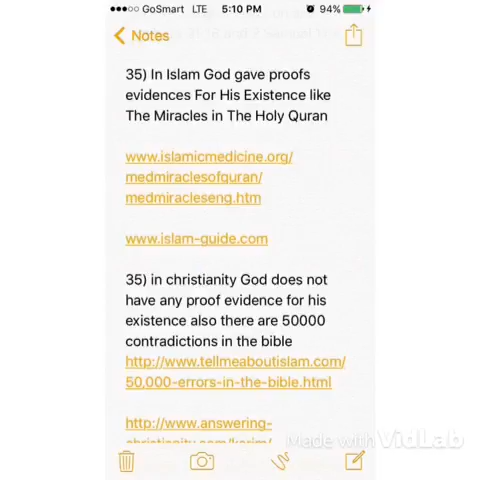 GoSmart LTE 5:10 PM 94%
Notes
35) In Islam God gave proofs
evidences For His Existence like
The Miracles in The Holy Quran
www.islamicmedicine.org/
medmiraclesofquran/
medmiracleseng.htm
www.islam-guide.com
35) in christianity God does not
have any proof evidence for his
existence also there are 50000
contradictions in the bible
http://www.tellmeaboutislam.com/
50,000-errors-in-the-bible.html
http://www.answering-
christianity.com/karim/
Made with VidLab